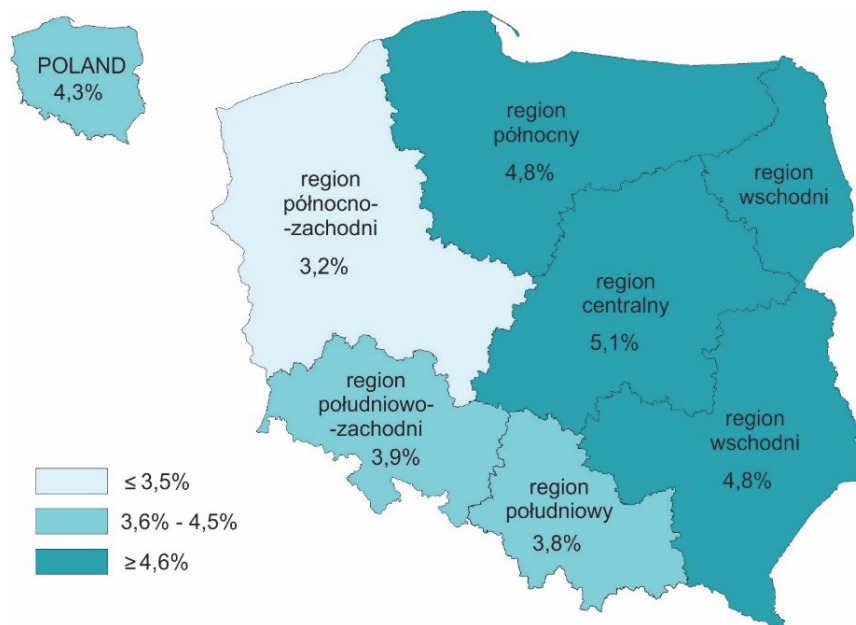 POLAND
4,3%
region
północny
4,8%
region
wschodni
region
północno-
-zachodni
3,2%
region
centralny
5,1%
region
południowo-
-zachodni
3,9%
region
wschodni
4,8%
region
południowy
3,8%
≤ 3,5%
3,6% - 4,5%
≥ 4,6%